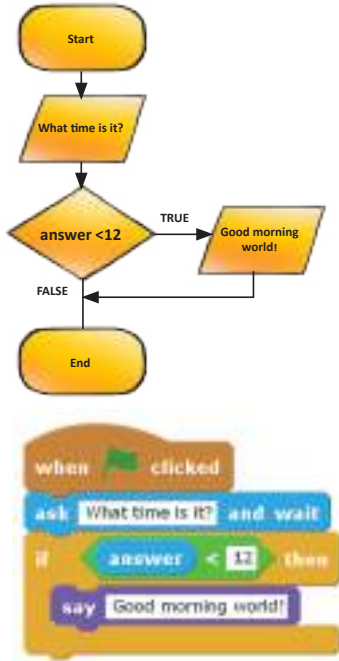 Start
What time is it?
answer <12
TRUE
Good morning
world!
FALSE
End
when clicked
ask What time is it? and wait
if answer < 12 then
say Good morning world!